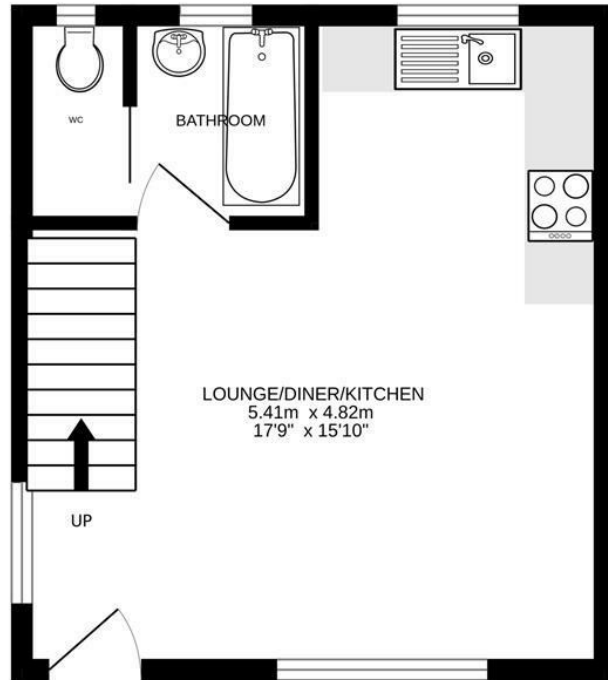 WC
BATHROOM
LOUNGE/DINER/KITCHEN
5.41m x 4.82m
17'9" x 15'10"
UP